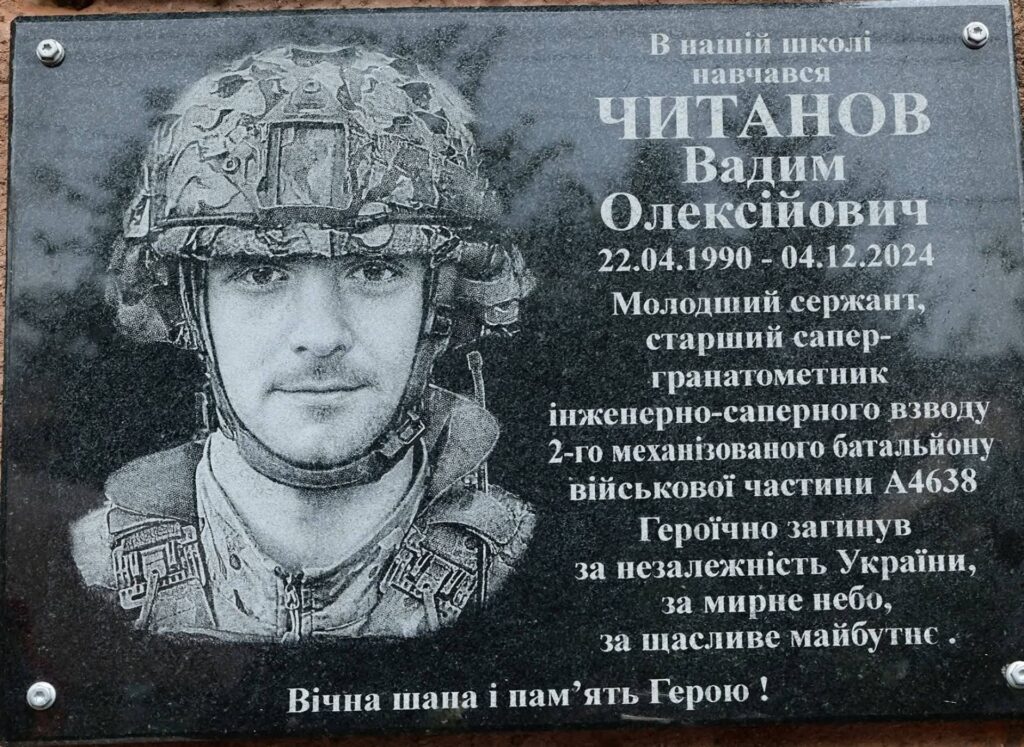 В нашій школі
навчався
ЧИТАНОВ
Вадим
Олексійович
22.04.1990 - 04.12.2024
Молодший сержант,
старший сапер-
гранатометник
інженерно-саперного взводу
2-го механізованого батальйону
військової частини А4638
Героїчно загинув
за незалежність України,
за мирне небо,
за щасливе майбутнє .
Вічна шана і пам’ять Герою !